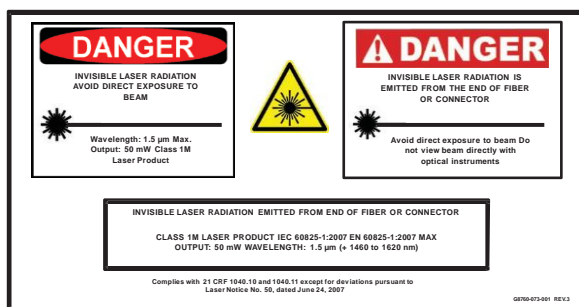 DANGER
INVISIBLE LASER RADIATION
AVOID DIRECT EXPOSURE TO
BEAM
Wavelength: 1.5 µm Max.
Output: 50 mW Class 1M
Laser Product
DANGER
INVISIBLE LASER RADIATION IS
EMITTED FROM THE END OF FIBER
OR CONNECTOR
Avoid direct exposure to beam Do
not view beam directly with
optical instruments
INVISIBLE LASER RADIATION EMITTED FROM END OF FIBER OR CONNECTOR
CLASS 1M LASER PRODUCT IEC 60825-1:2007 EN 60825-1:2007 MAX
OUTPUT: 50 mW WAVELENGTH: 1.5 µm (+ 1460 to 1620 nm)
Complies with 21 CRF 1040.10 and 1040.11 except for deviations pursuant to
Laser Notice No. 50, dated June 24, 2007
G8760-073-001 REV.3